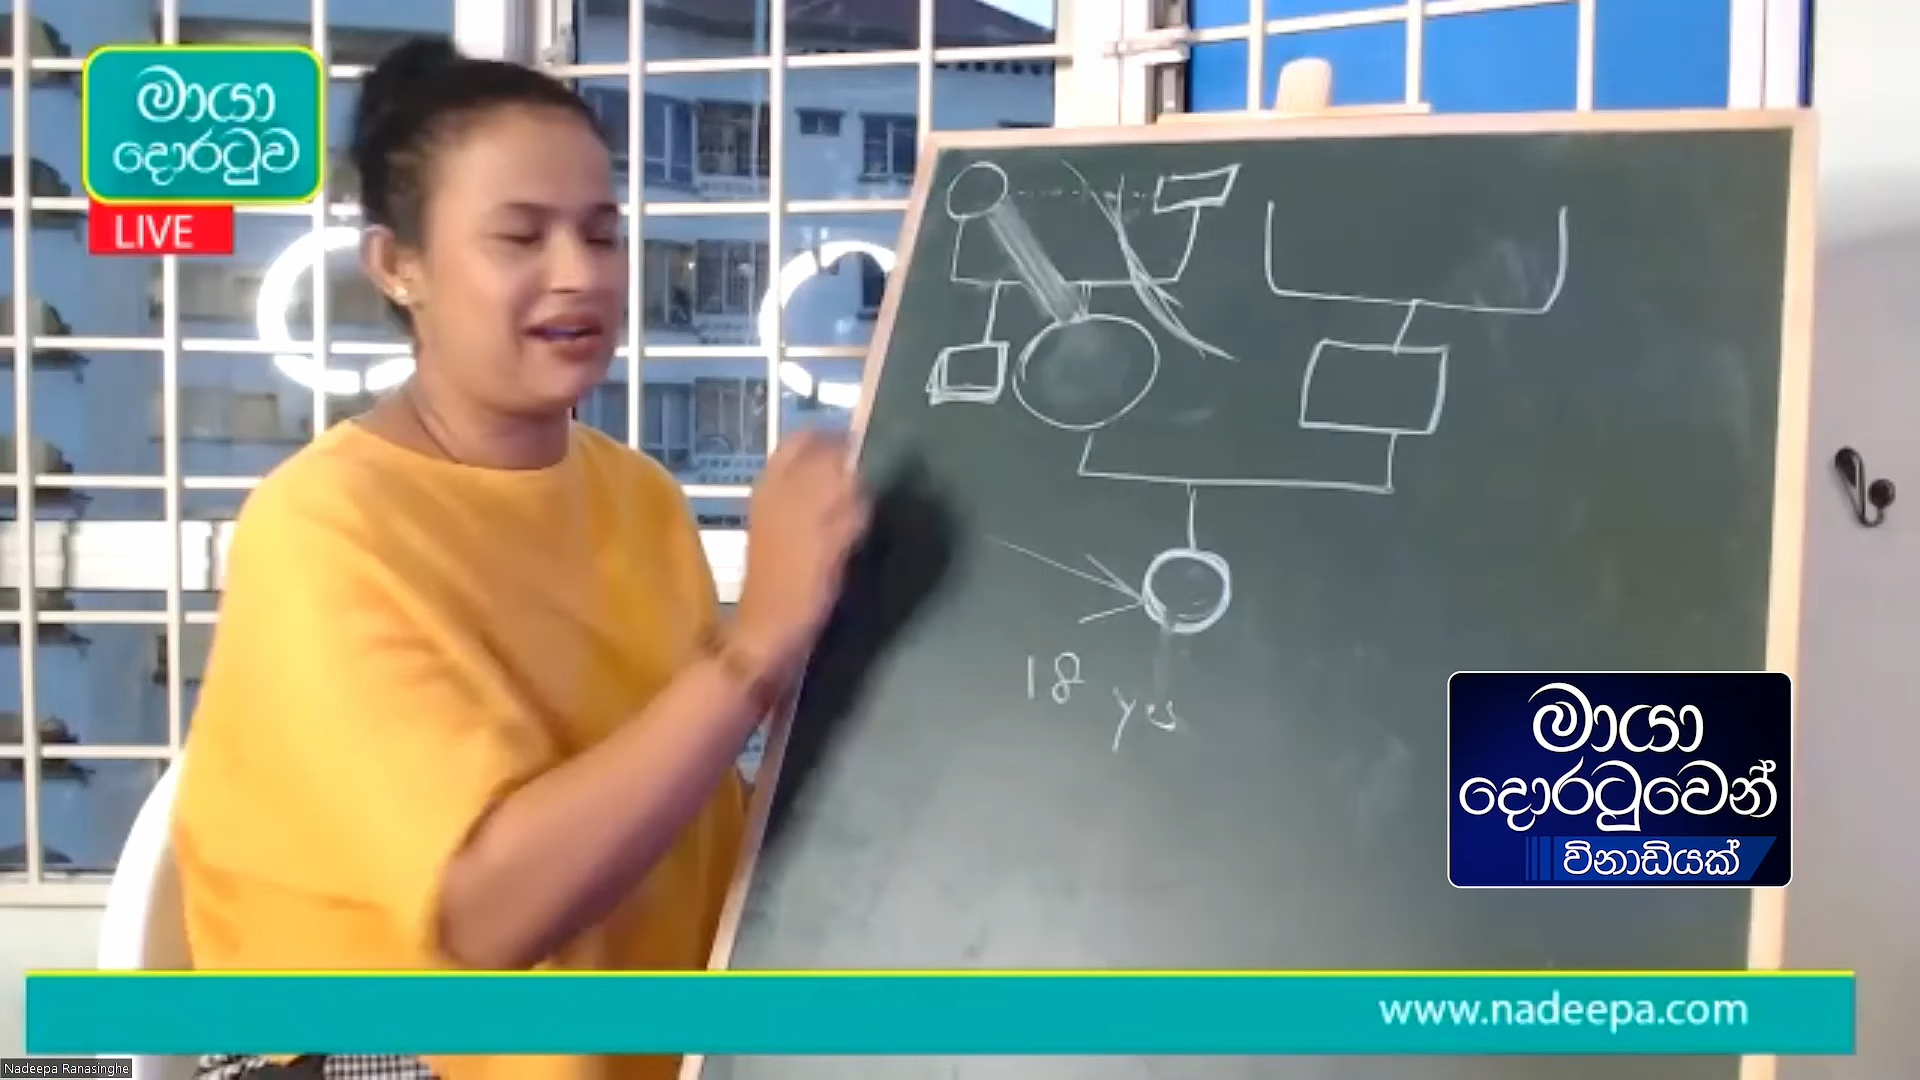 මායා
දොරටුව
LIVE
18 yrs
මායා
දොරටුවෙන්
විනාඩියක්
www.nadeepa.com
Nadeepa Ranasinghe